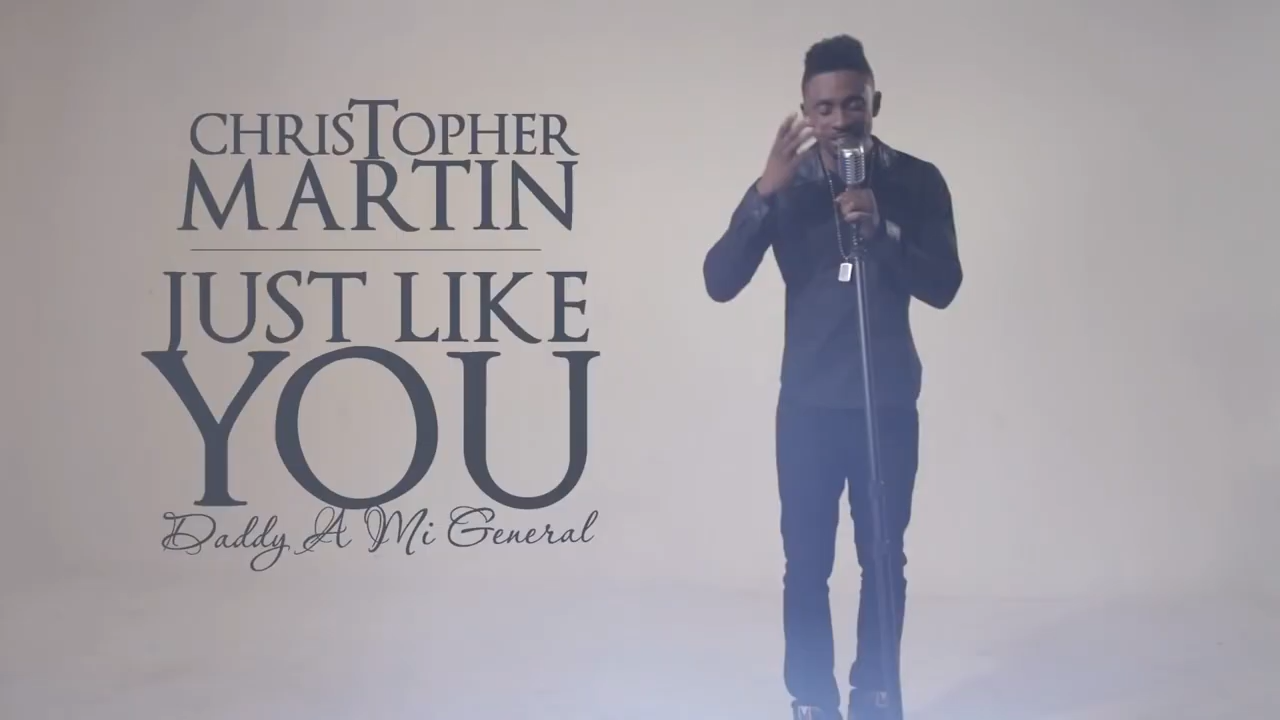 CHRISTOPHER
MARTIN
JUST LIKE
YOU
Daddy A Mi General